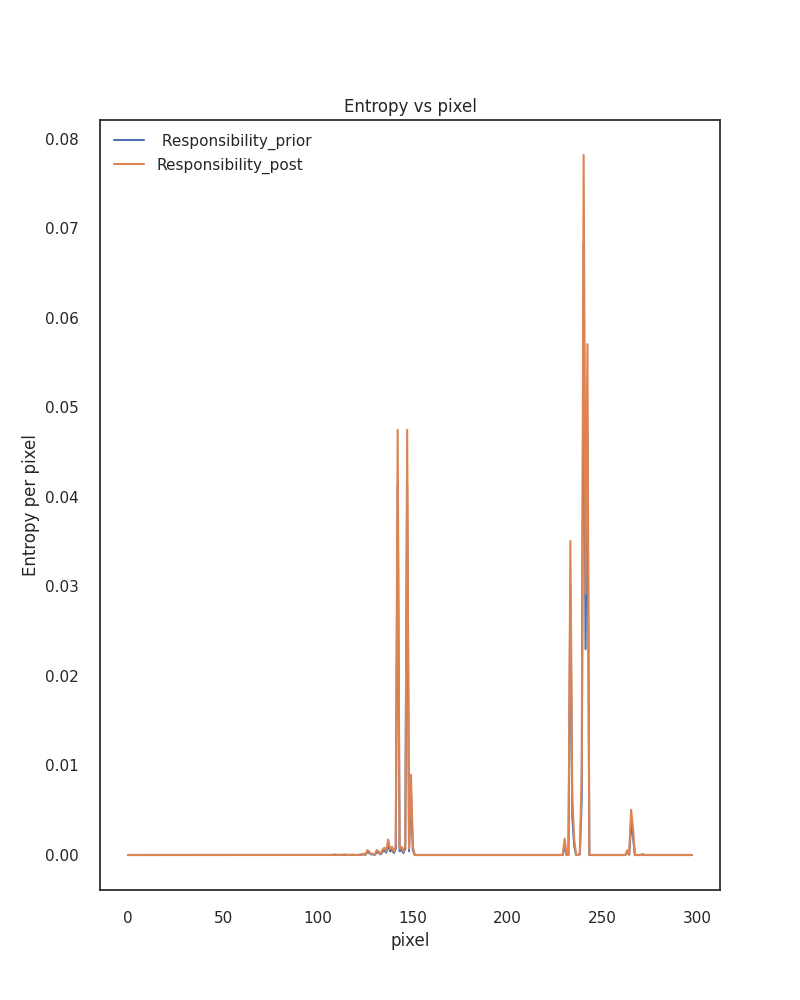 Entropy vs pixel
Responsibility_prior
Responsibility_post
0.08
0.07
0.06
0.05
0.04
0.03
0.02
0.01
0.00
Entropy per pixel
0 50 100 150 200 250 300
pixel